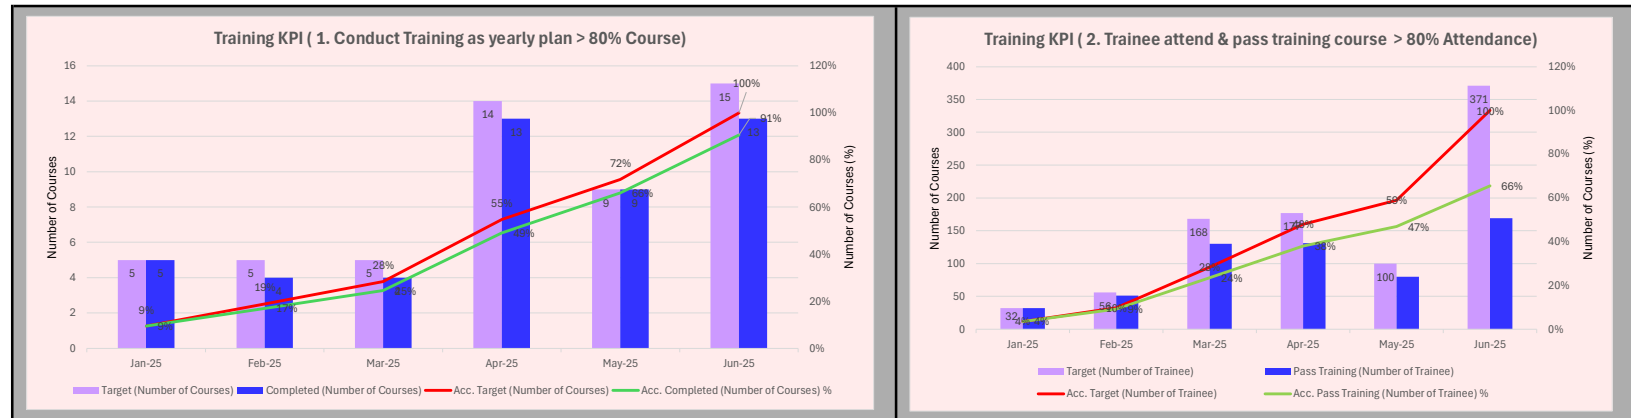 Training KPI ( 1. Conduct Training as yearly plan > 80% Course)
16
14
12
10
8
6
4
2
0
Number of Courses
120%
100%
80%
60%
40%
20%
0%
Number of Courses (%)
5
5
5
14
9
15
5
13
9
13
9%
19%
28%
55%
72%
100%
91%
Jan-25
Feb-25
Mar-25
Apr-25
May-25
Jun-25
Target (Number of Courses)
Completed (Number of Courses)
Acc. Target (Number of Courses)
Acc. Completed (Number of Courses) %
Training KPI ( 2. Trainee attend & pass training course > 80% Attendance)
400
350
300
250
200
150
100
50
0
Number of Courses
120%
100%
80%
60%
40%
20%
0%
Number of Courses (%)
32
56
168
100
371
4%
4%
100%
47%
66%
Jan-25
Feb-25
Mar-25
Apr-25
May-25
Jun-25
Target (Number of Trainee)
Pass Training (Number of Trainee)
Acc. Target (Number of Trainee)
Acc. Pass Training (Number of Trainee) %